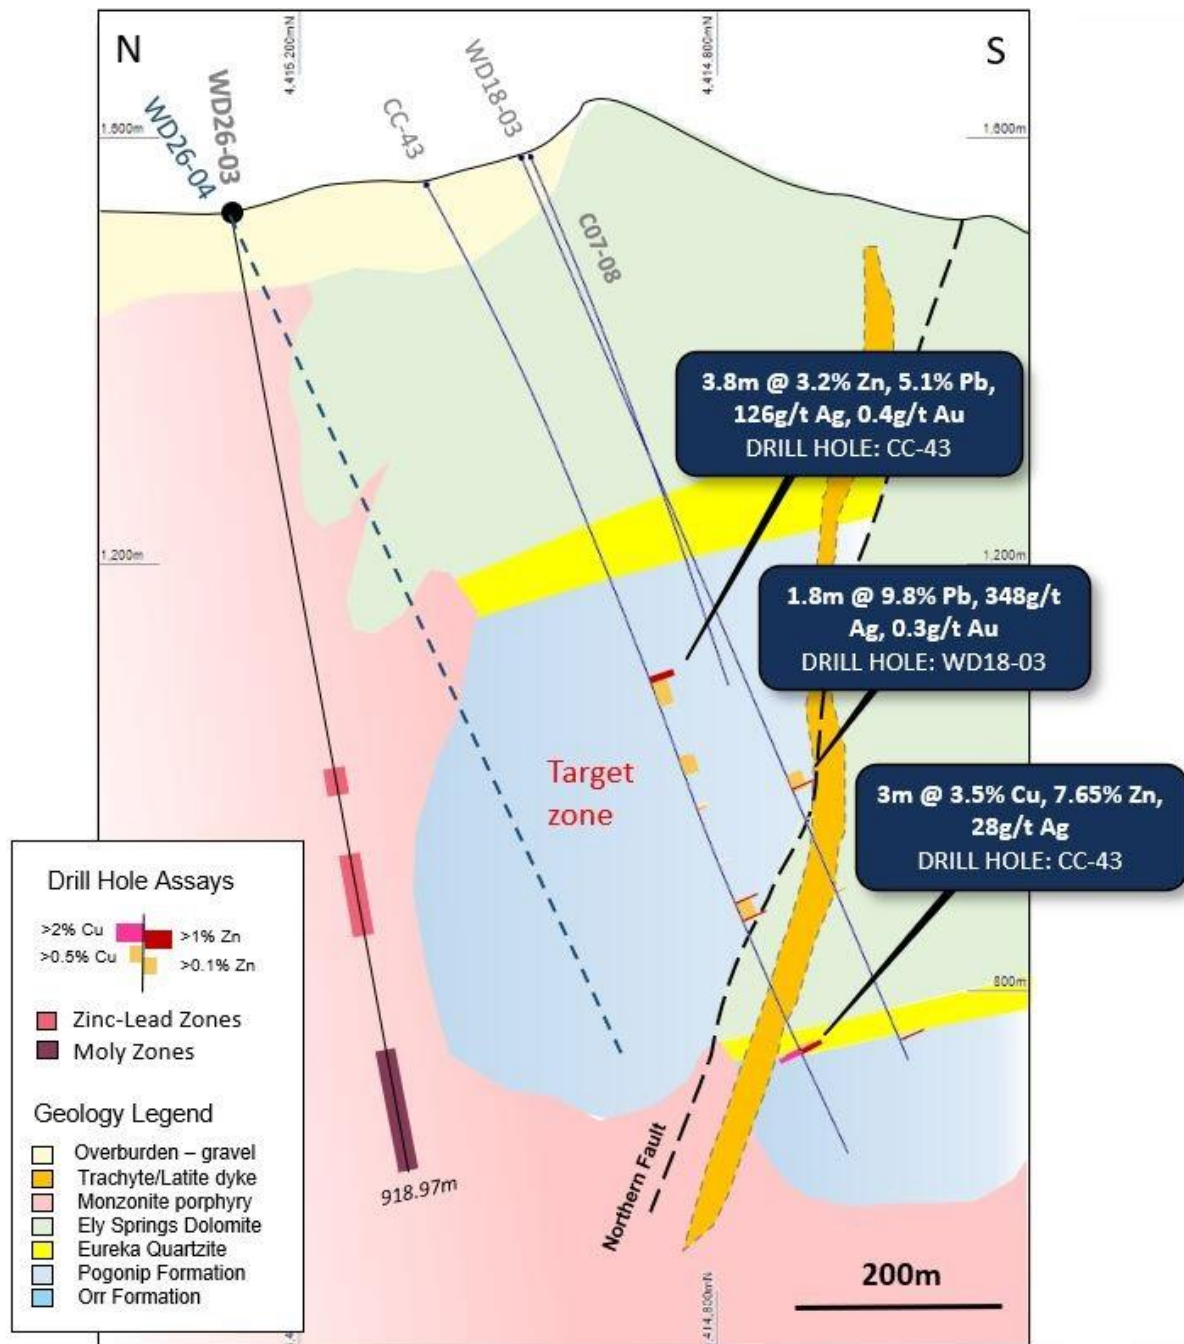 N
S
4,415,200mN
4,414,800mN
WD26-04
WD26-03
CC-43
WD18-03
C07-08
1,600m
1,600m
3.8m @ 3.2% Zn, 5.1% Pb,
126g/t Ag, 0.4g/t Au
DRILL HOLE: CC-43
1,200m
1,200m
1.8m @ 9.8% Pb, 348g/t
Ag, 0.3g/t Au
DRILL HOLE: WD18-03
Target
zone
3m @ 3.5% Cu, 7.65% Zn,
28g/t Ag
DRILL HOLE: CC-43
800m
Drill Hole Assays
>2% Cu
>1% Zn
>0.5% Cu
>0.1% Zn
Zinc-Lead Zones
Moly Zones
Geology Legend
Overburden – gravel
Trachyte/Latite dyke
Monzonite porphyry
Ely Springs Dolomite
Eureka Quartzite
Pogonip Formation
Orr Formation
918.97m
Northern Fault
200m
4,414,800mN